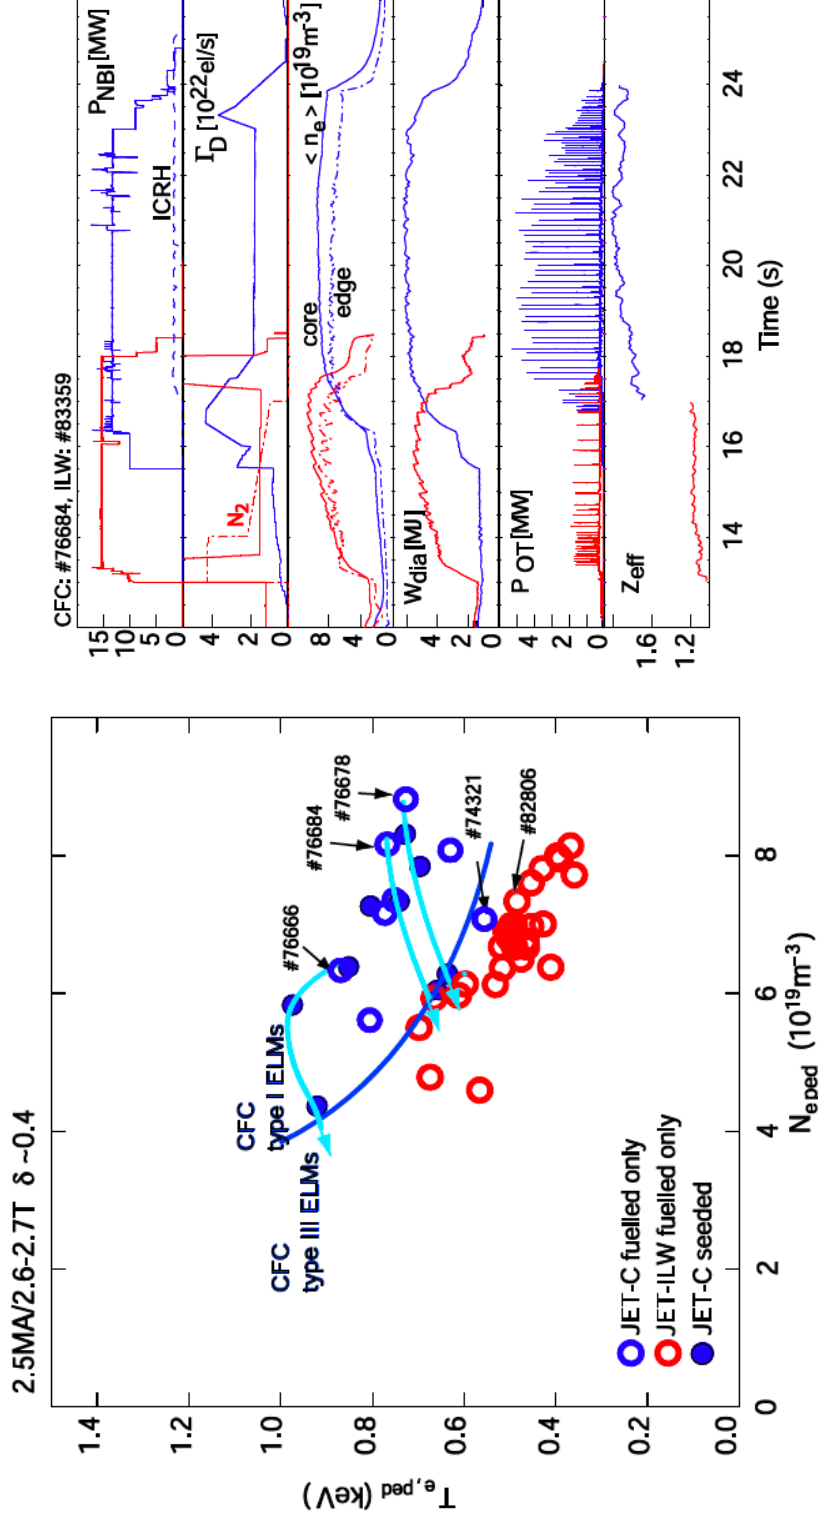 2.5MA/2.6-2.7T δ ~0.4
T e,ped (keV)
1.4
1.2
1.0
0.8
0.6
0.4
0.2
0.0
CFC
type I ELMs
CFC
type III ELMs
#76666
#76684
#76678
#74321
#82806
JET-C fuelled only
JET-ILW fuelled only
JET-C seeded
0 2 4 6 8
N e ped (10¹⁹m⁻³)
CFC: #76684, ILW: #83359
15
10
5
0
P NBI [MW]
ICRH
4
2
0
Γ D [10²²el/s]
N₂
8
4
0
< n e > [10¹⁹m⁻³]
core
edge
4
2
0
W dia [MJ]
4
2
0
P OT [MW]
1.6
1.2
Z eff
14 16 18 20 22 24
Time (s)